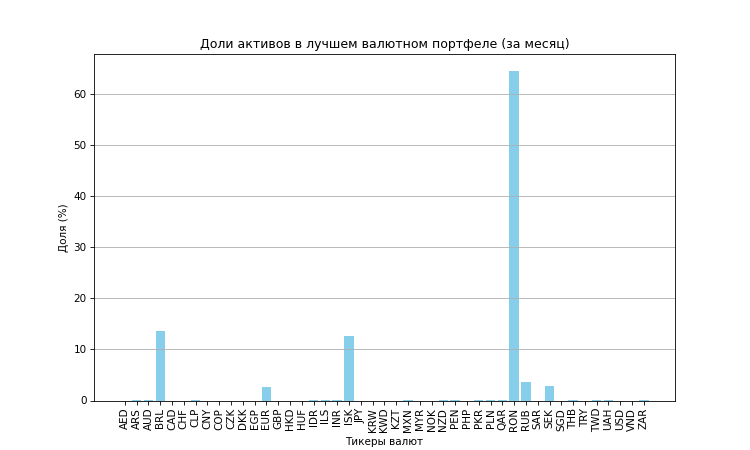 Доли активов в лучшем валютном портфеле (за месяц)
Доля (%)
60
50
40
30
20
10
0
AED ARS AUD BRL CAD CHF CLP CNY COP CZK DKK EGP EUR GBP HKD HUF IDR ILS INR ISK JPY KRW KWD KZT MXN MYR NOK NZD PEN PHP PKR PLN QAR RON RUB SAR SEK SGD THB TRY TWD UAH USD VND ZAR
Тикеры валют